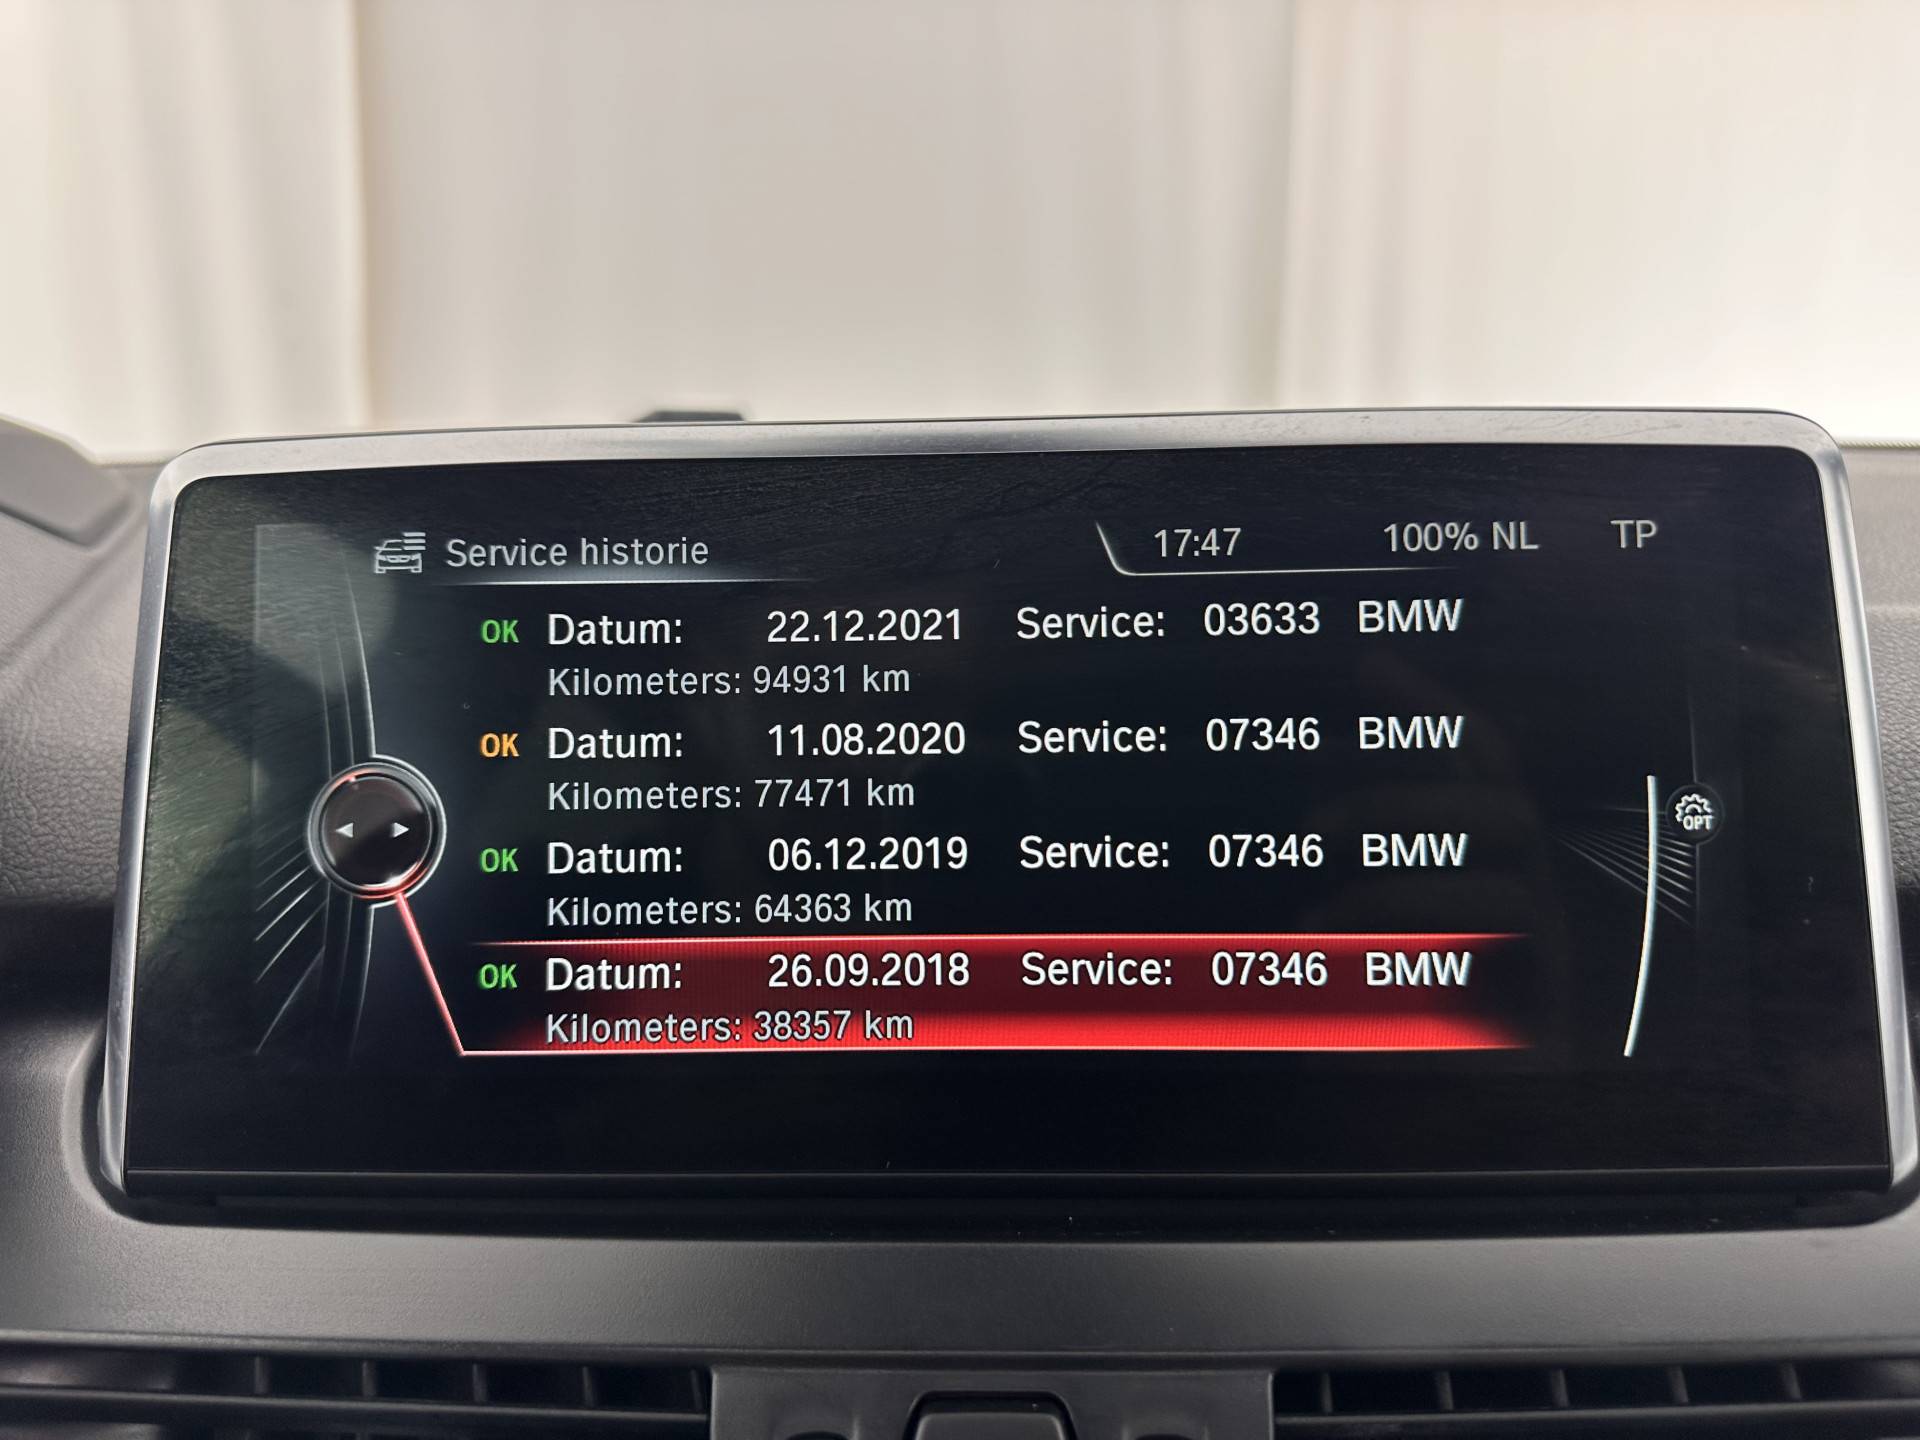 Service historie 17:47 100% NL TP
OK Datum: 22.12.2021 Service: 03633 BMW
Kilometers: 94931 km
OK Datum: 11.08.2020 Service: 07346 BMW
Kilometers: 77471 km
OPT
OK Datum: 06.12.2019 Service: 07346 BMW
Kilometers: 64363 km
OK Datum: 26.09.2018 Service: 07346 BMW
Kilometers: 38357 km